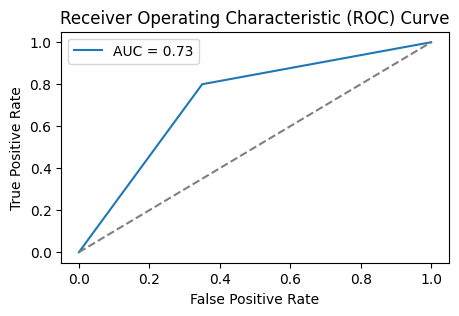 Receiver Operating Characteristic (ROC) Curve
AUC = 0.73
True Positive Rate
1.0
0.8
0.6
0.4
0.2
0.0
0.0 0.2 0.4 0.6 0.8 1.0
False Positive Rate